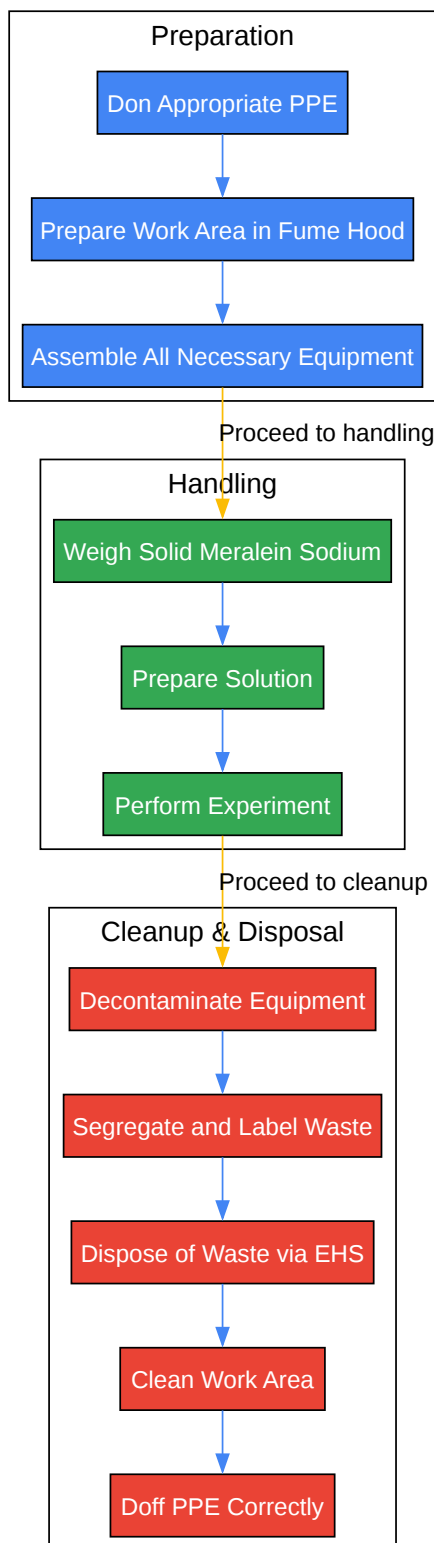 Preparation
Don Appropriate PPE
Prepare Work Area in Fume Hood
Assemble All Necessary Equipment
Proceed to handling
Handling
Weigh Solid Meralein Sodium
Prepare Solution
Perform Experiment
Proceed to cleanup
Cleanup & Disposal
Decontaminate Equipment
Segregate and Label Waste
Dispose of Waste via EHS
Clean Work Area
Doff PPE Correctly